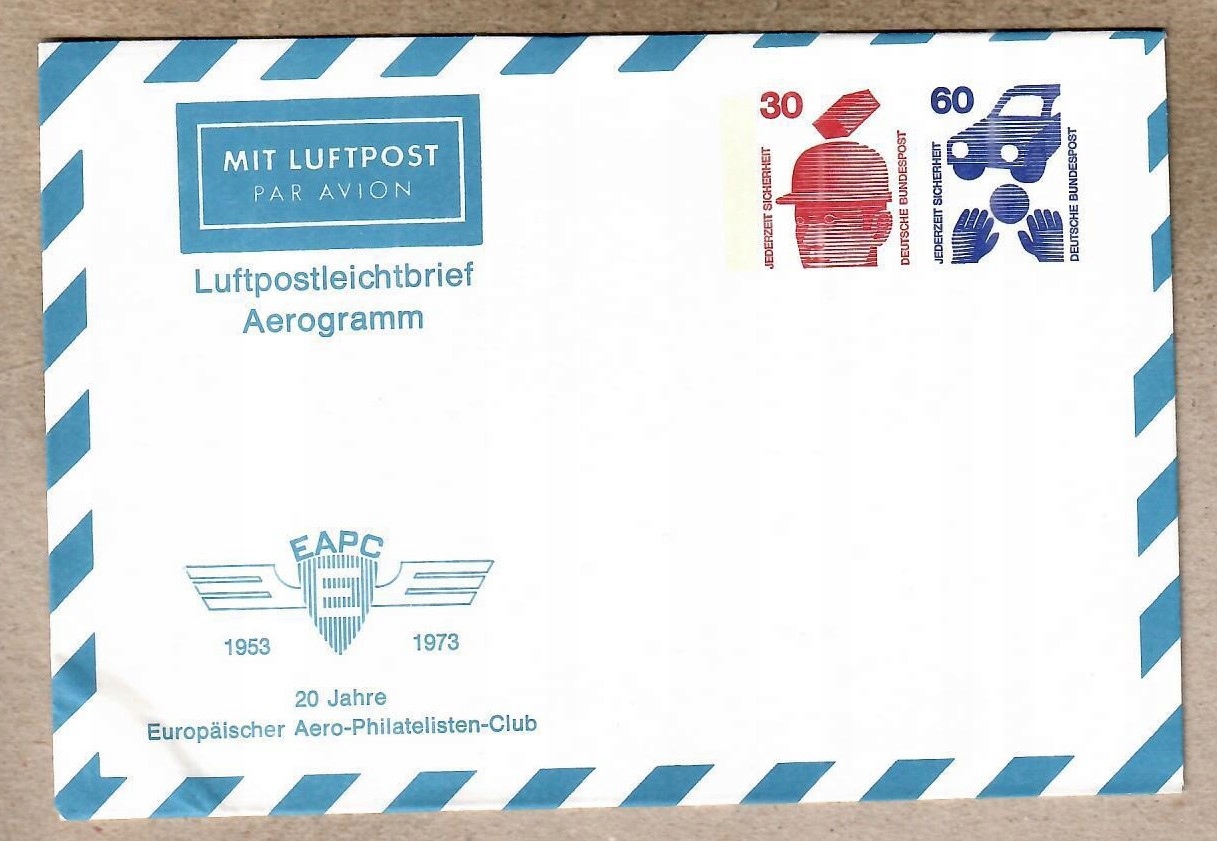 MIT LUFTPOST
PAR AVION
Luftpostleichtbrief
Aerogramm
30
JEDERZEIT SICHERHEIT
DEUTSCHE BUNDESPOST
60
JEDERZEIT SICHERHEIT
DEUTSCHE BUNDESPOST
EAPC
1953 1973
20 Jahre
Europäischer Aero-Philatelisten-Club